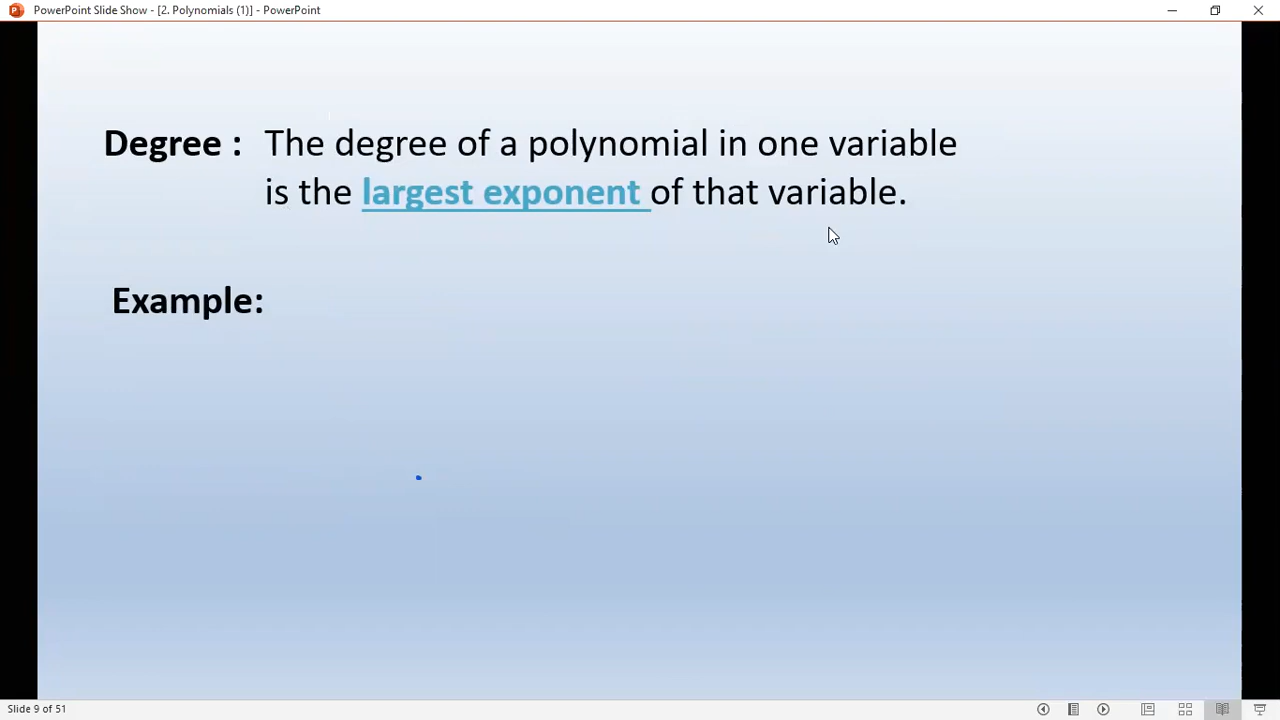 PowerPoint Slide Show - [2. Polynomials (1)] - PowerPoint
Degree : The degree of a polynomial in one variable
is the largest exponent of that variable.
Example:
Slide 9 of 51